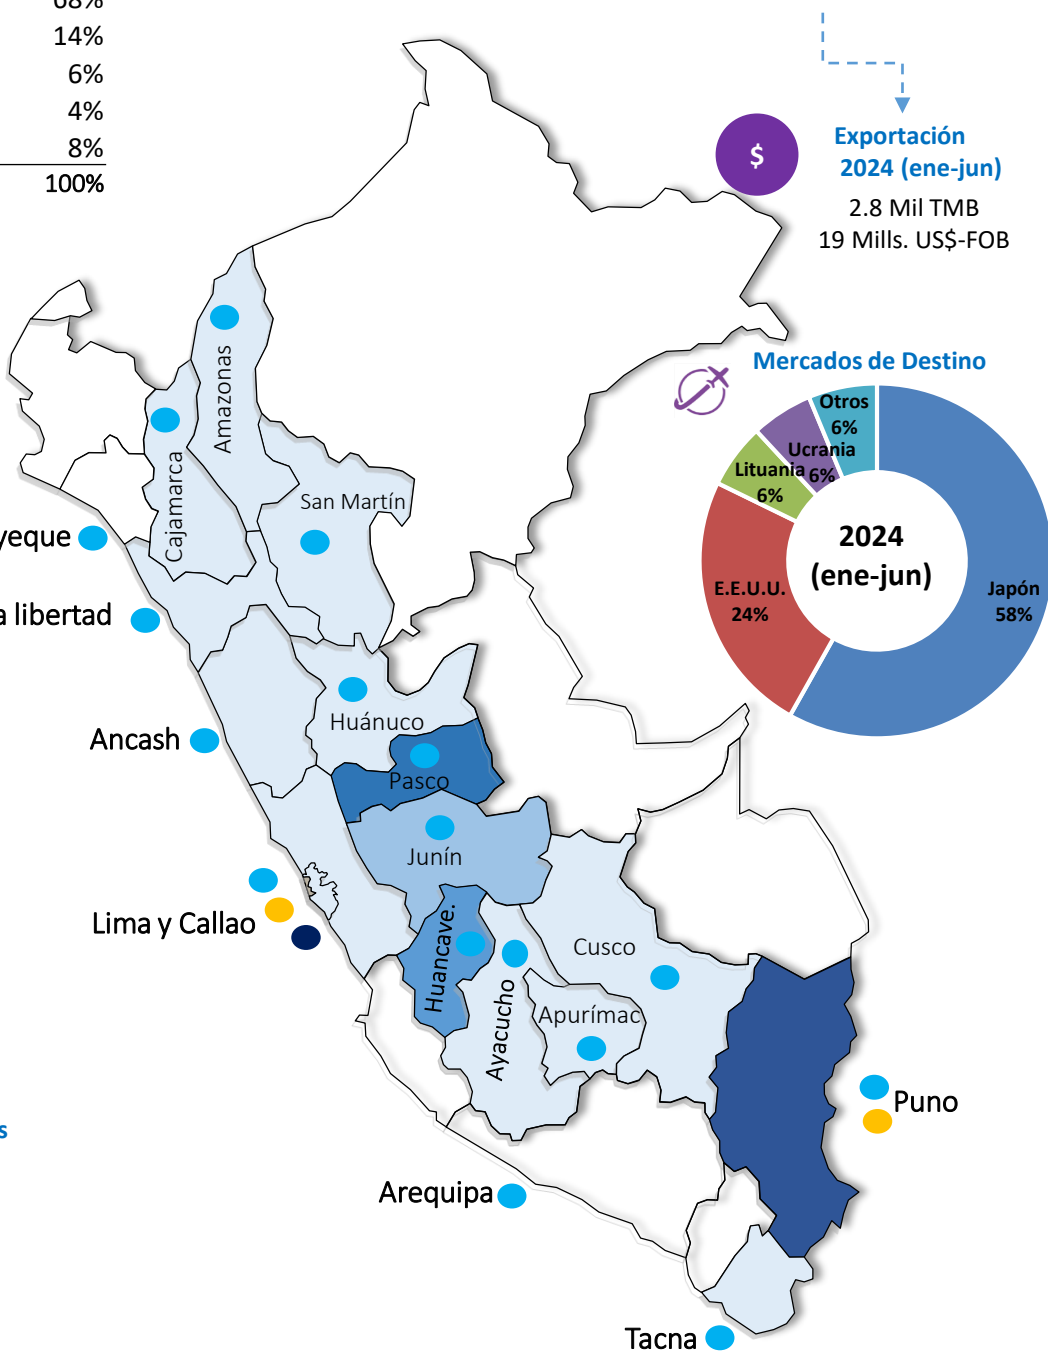 68%
14%
6%
4%
8%
100%
$
Exportación
2024 (ene-jun)
2.8 Mil TMB
19 Mills. US$-FOB
Mercados de Destino
Otros
6%
Ucrania
6%
Lituania
6%
E.E.U.U.
24%
Japón
58%
2024
(ene-jun)
Amazonas
Cajamarca
San Martín
yeque
a libertad
Huánuco
Ancash
Pasco
Junín
Lima y Callao
Huancave.
Ayacucho
Cusco
Apurímac
Puno
s
Arequipa
Tacna